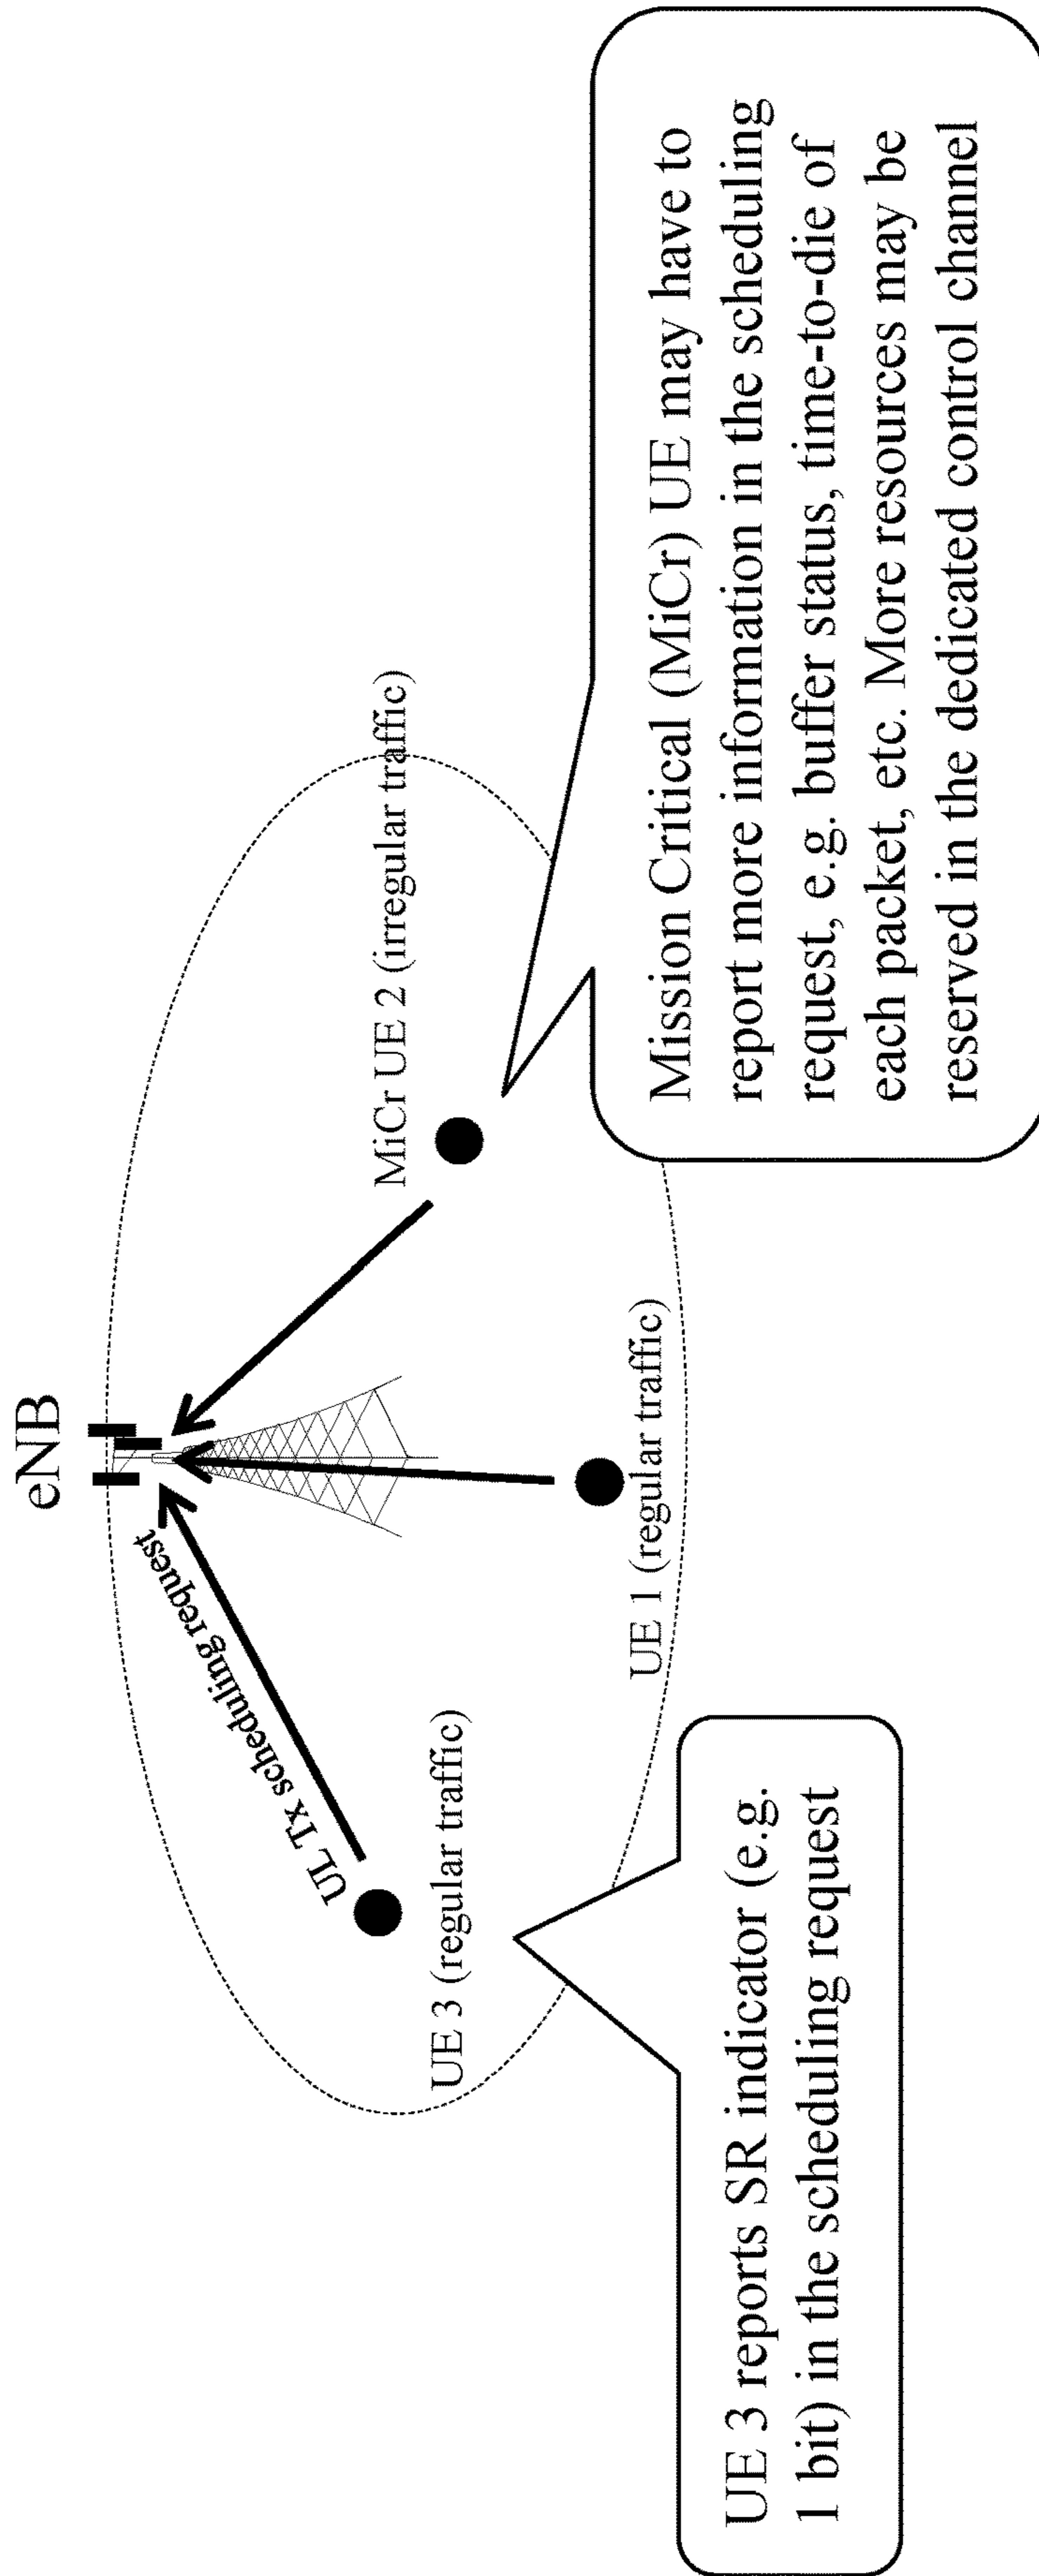 eNB
UL Tx scheduling request
MiCr UE 2 (irregular traffic)
UE 3 (regular traffic)
UE 1 (regular traffic)
Mission Critical (MiCr) UE may have to
report more information in the scheduling
request, e.g. buffer status, time-to-die of
each packet, etc. More resources may be
reserved in the dedicated control channel
UE 3 reports SR indicator (e.g.
1 bit) in the scheduling request